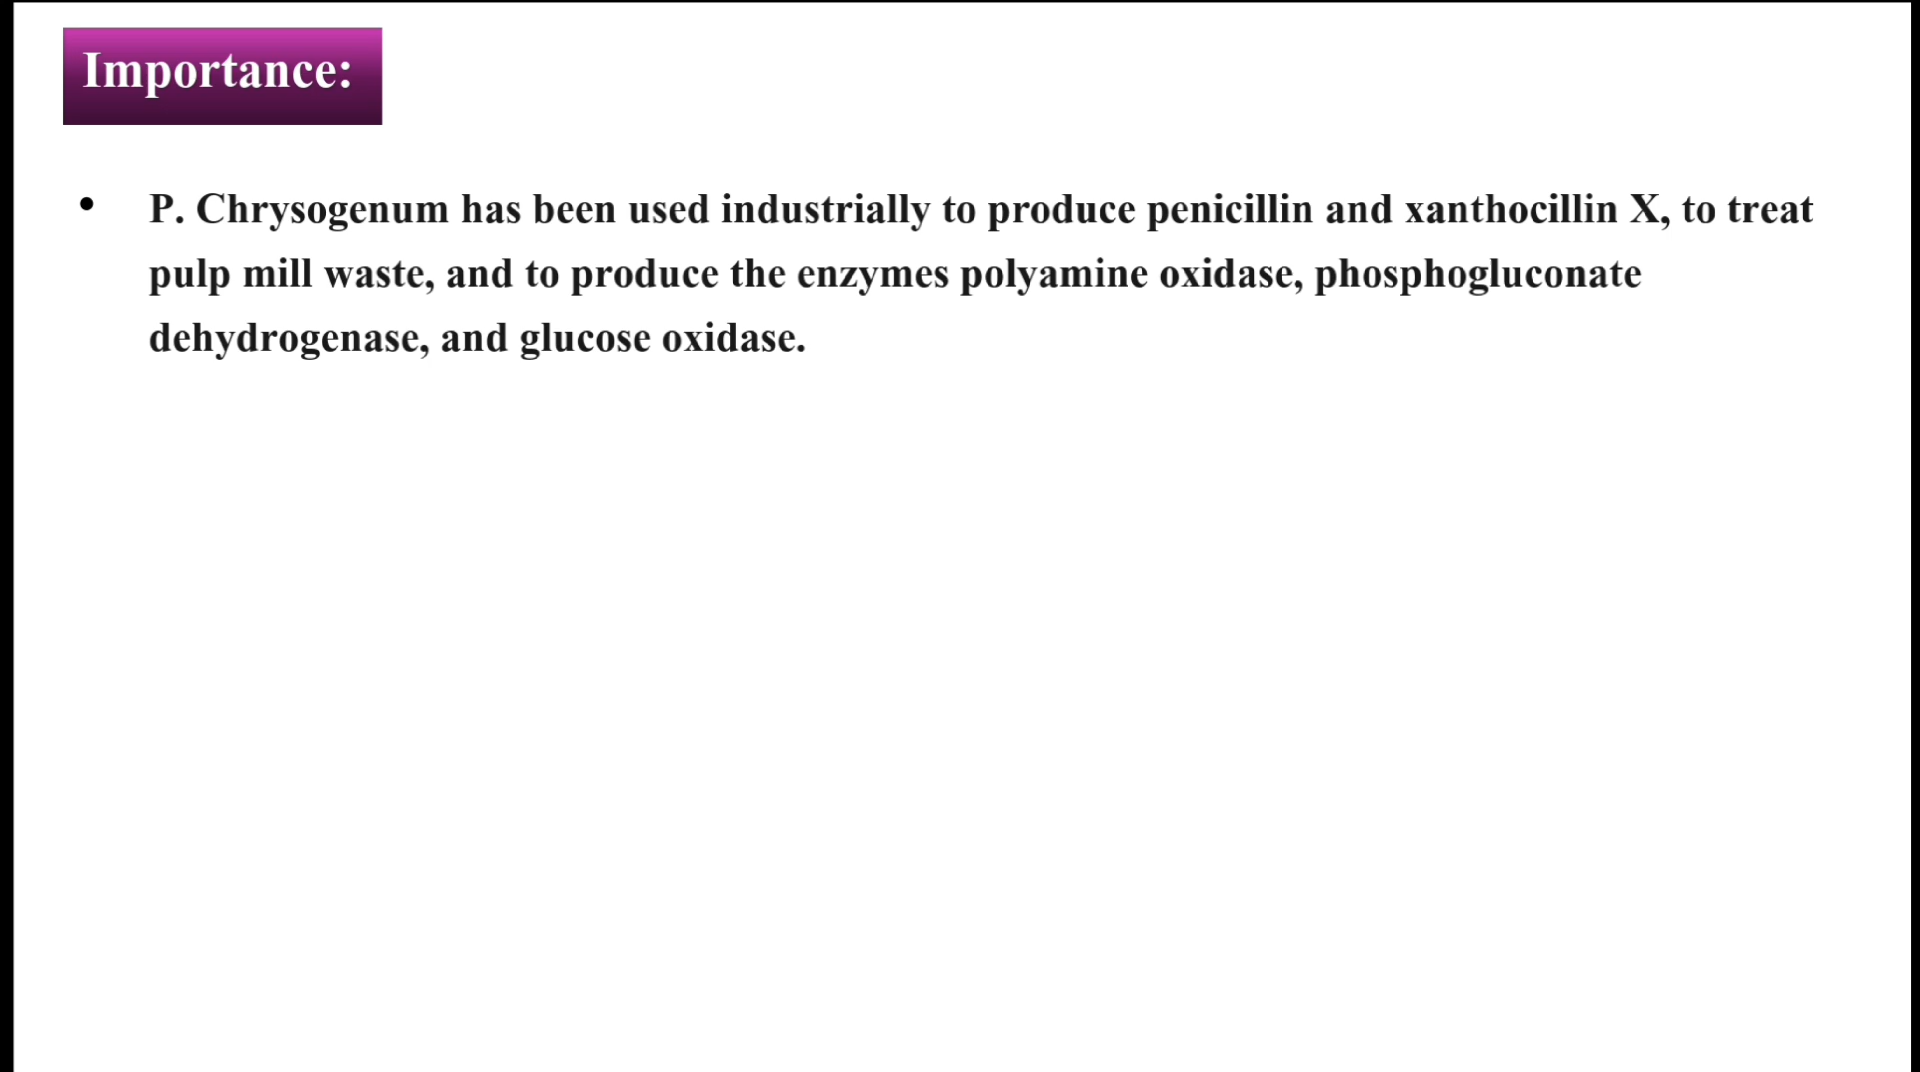 Importance:
• P. Chrysogenum has been used industrially to produce penicillin and xanthocillin X, to treat
pulp mill waste, and to produce the enzymes polyamine oxidase, phosphogluconate
dehydrogenase, and glucose oxidase.